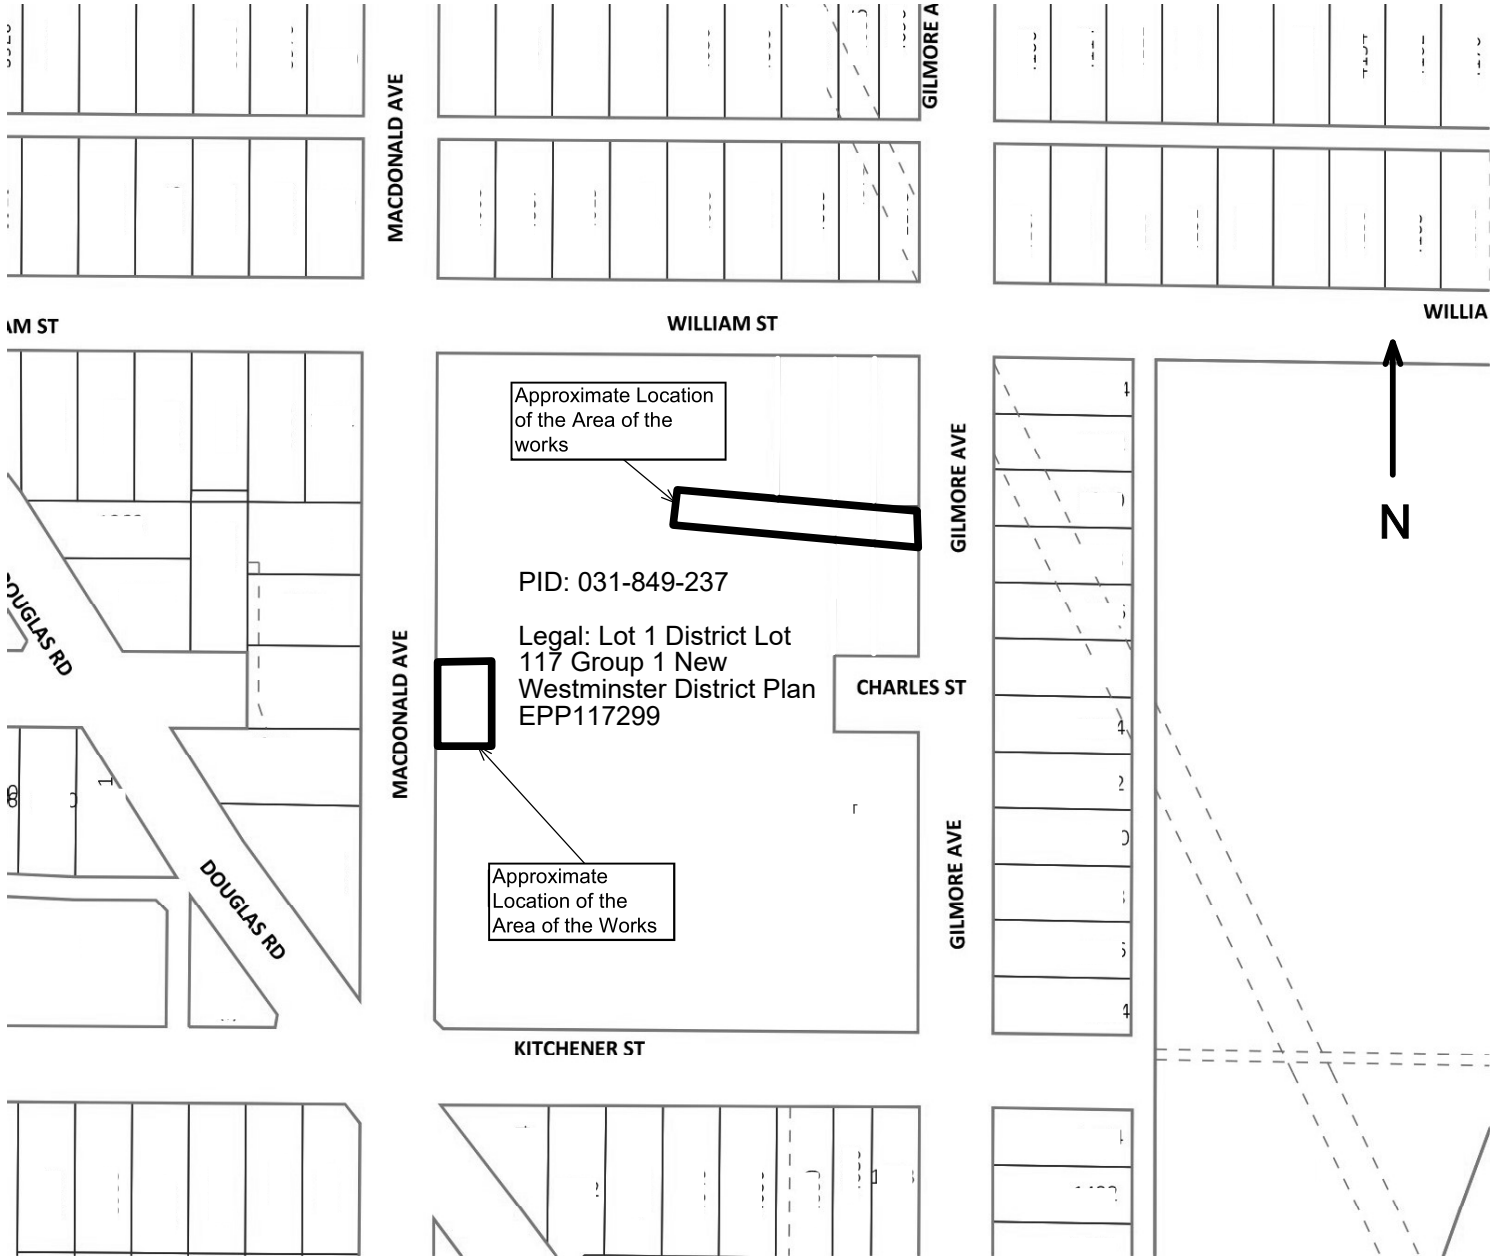 MACDONALD AVE
GILMORE A
AM ST
WILLIAM ST
WILLIA
Approximate Location
of the Area of the
works
GILMORE AVE
N
PID: 031-849-237
Legal: Lot 1 District Lot
117 Group 1 New
Westminster District Plan
EPP117299
OUGLAS RD
MACDONALD AVE
CHARLES ST
DOUGLAS RD
GILMORE AVE
Approximate
Location of the
Area of the Works
KITCHENER ST